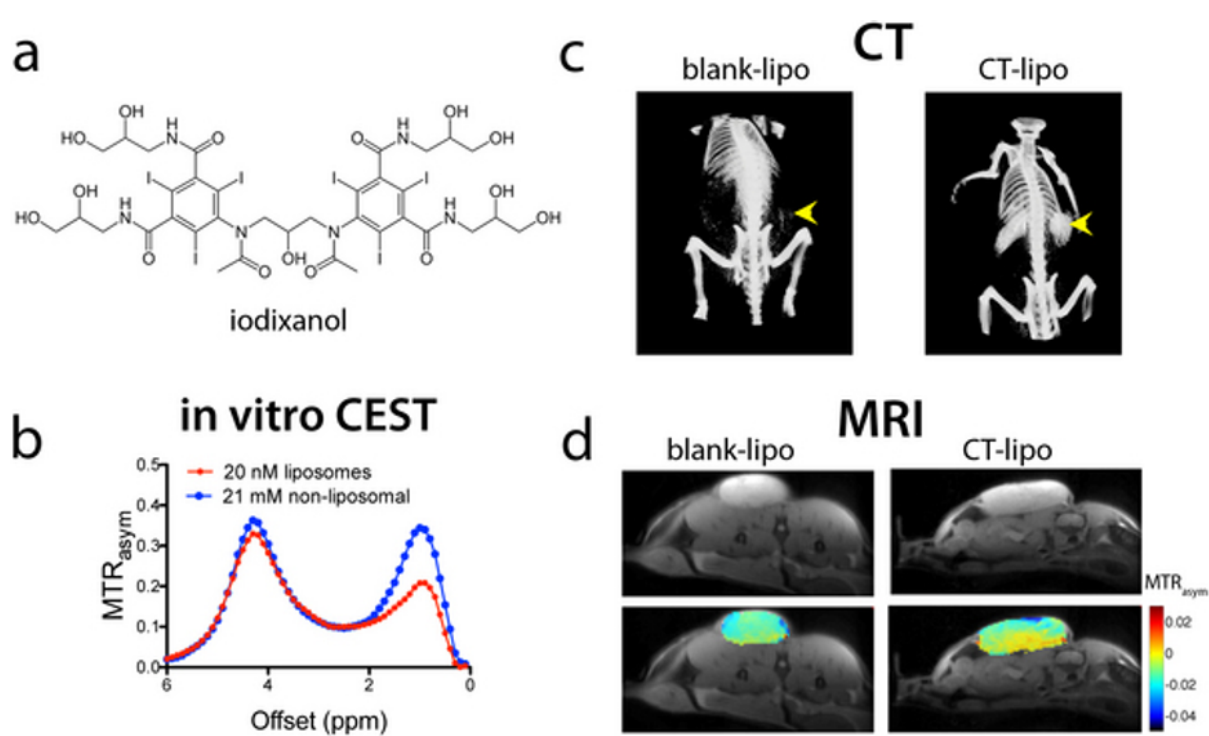 a
OH
HO
H
N
O
I
I
OH
HO
H
N
O
I
N
O
OH
N
O
I
I
I
O
H
N
OH
OH
O
H
N
OH
OH
iodixanol
in vitro CEST
b
20 nM liposomes
21 mM non-liposomal
MTRasym
0.5
0.4
0.3
0.2
0.1
0.0
6
4
2
0
Offset (ppm)
c
CT
blank-lipo
CT-lipo
d
MRI
blank-lipo
CT-lipo
MTRasym
0.02
0
-0.02
-0.04